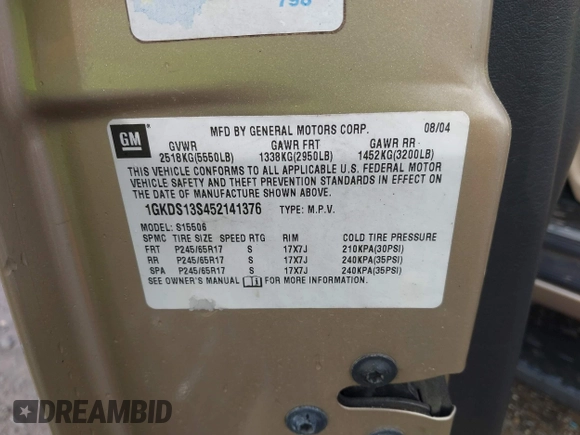 798
GM
MFD BY GENERAL MOTORS CORP. 08/04
GVWR GAWR FRT GAWR RR
2518KG(5550LB) 1338KG(2950LB) 1452KG(3200LB)
THIS VEHICLE CONFORMS TO ALL APPLICABLE U.S. FEDERAL MOTOR
VEHICLE SAFETY AND THEFT PREVENTION STANDARDS IN EFFECT ON
THE DATE OF MANUFACTURE SHOWN ABOVE.
1GKDS13S452141376 TYPE: M.P.V.
MODEL: S15506
SPMC TIRE SIZE SPEED RTG RIM COLD TIRE PRESSURE
FRT P245/65R17 S 17X7J 210KPA(30PSI)
RR P245/65R17 S 17X7J 240KPA(35PSI)
SPA P245/65R17 S 17X7J 240KPA(35PSI)
SEE OWNER'S MANUAL FOR MORE INFORMATION.
DREAMBID